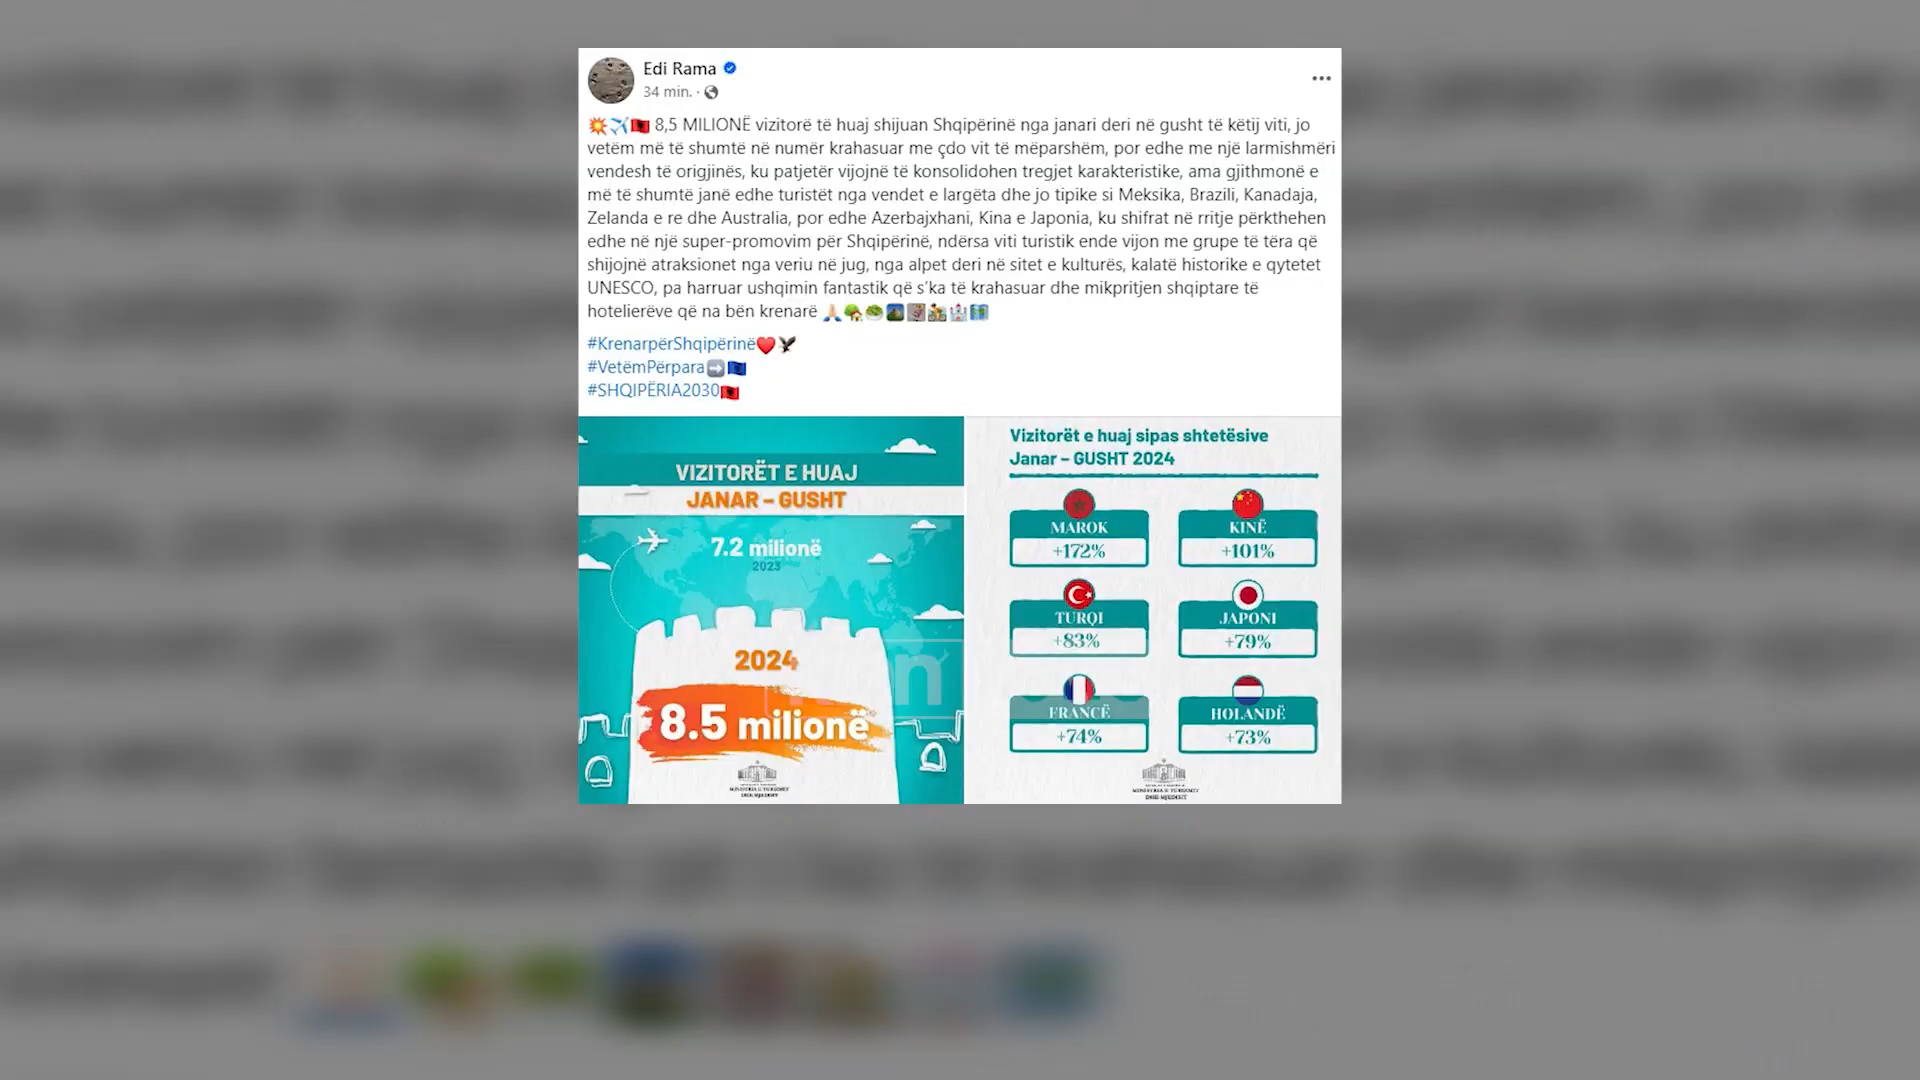 Edi Rama
34 min. ·
8,5 MILIONË vizitorë të huaj shijuan Shqipërinë nga janari deri në gusht të këtij viti, jo
vetëm më të shumtë në numër krahasuar me çdo vit të mëparshëm, por edhe me një larmishmëri
vendesh të origjinës, ku patjetër vijojnë të konsolidohen tregjet karakteristike, ama gjithmonë e
më të shumtë janë edhe turistët nga vendet e largëta dhe jo tipike si Meksika, Brazili, Kanadaja,
Zelanda e re dhe Australia, por edhe Azerbajxhani, Kina e Japonia, ku shifrat në rritje përkthehen
edhe në një super-promovim për Shqipërinë, ndërsa viti turistik ende vijon me grupe të tëra që
shijojnë atraksionet nga veriu në jug, nga alpet deri në sitet e kulturës, kalatë historike e qytetet
UNESCO, pa harruar ushqimin fantastik që s'ka të krahasuar dhe mikpritjen shqiptare të
hotelierëve që na bën krenarë
#KrenarpërShqipërinë
#VetëmPërpara
#SHQIPËRIA2030
VIZITORËT E HUAJ
JANAR – GUSHT
7.2 milionë
2023
2024
8.5 milionë
MINISTRIA E TURIZMIT
DHE MJEDISIT
Vizitorët e huaj sipas shtetësive
Janar – GUSHT 2024
MAROK
+172%
KINË
+101%
TURQI
+83%
JAPONI
+79%
FRANCË
+74%
HOLANDË
+73%
MINISTRIA E TURIZMIT
DHE MJEDISIT